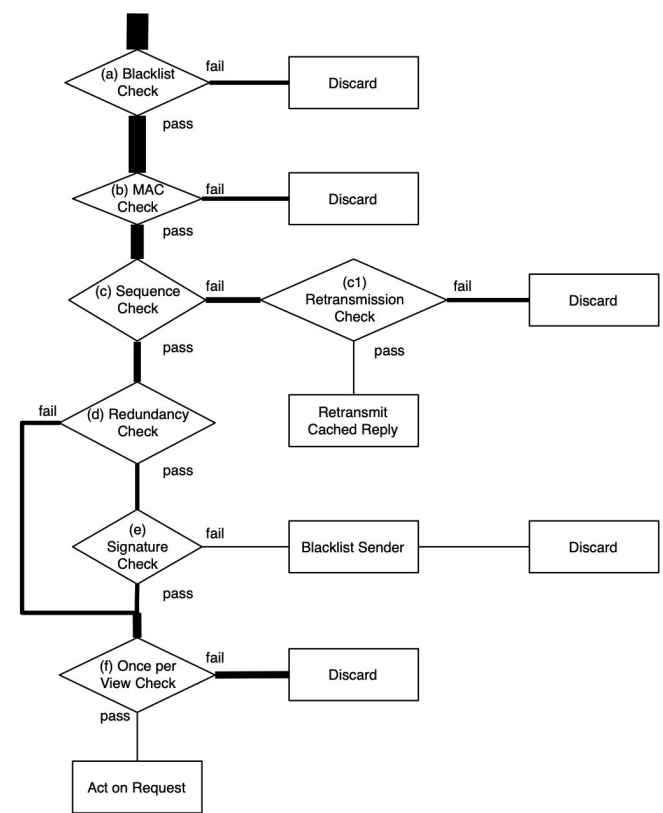 (a) Blacklist
Check
fail
Discard
pass
(b) MAC
Check
fail
Discard
pass
(c) Sequence
Check
fail
(c1)
Retransmission
Check
fail
Discard
pass
pass
Retransmit
Cached Reply
fail
(d) Redundancy
Check
pass
(e)
Signature
Check
fail
Blacklist Sender
Discard
pass
(f) Once per
View Check
fail
Discard
pass
Act on Request